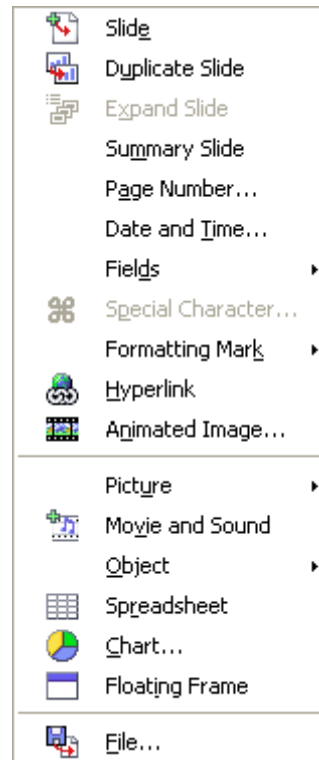 Slide
Duplicate Slide
Expand Slide
Summary Slide
Page Number...
Date and Time...
Fields
Special Character...
Formatting Mark
Hyperlink
Animated Image...
Picture
Movie and Sound
Object
Spreadsheet
Chart...
Floating Frame
File...